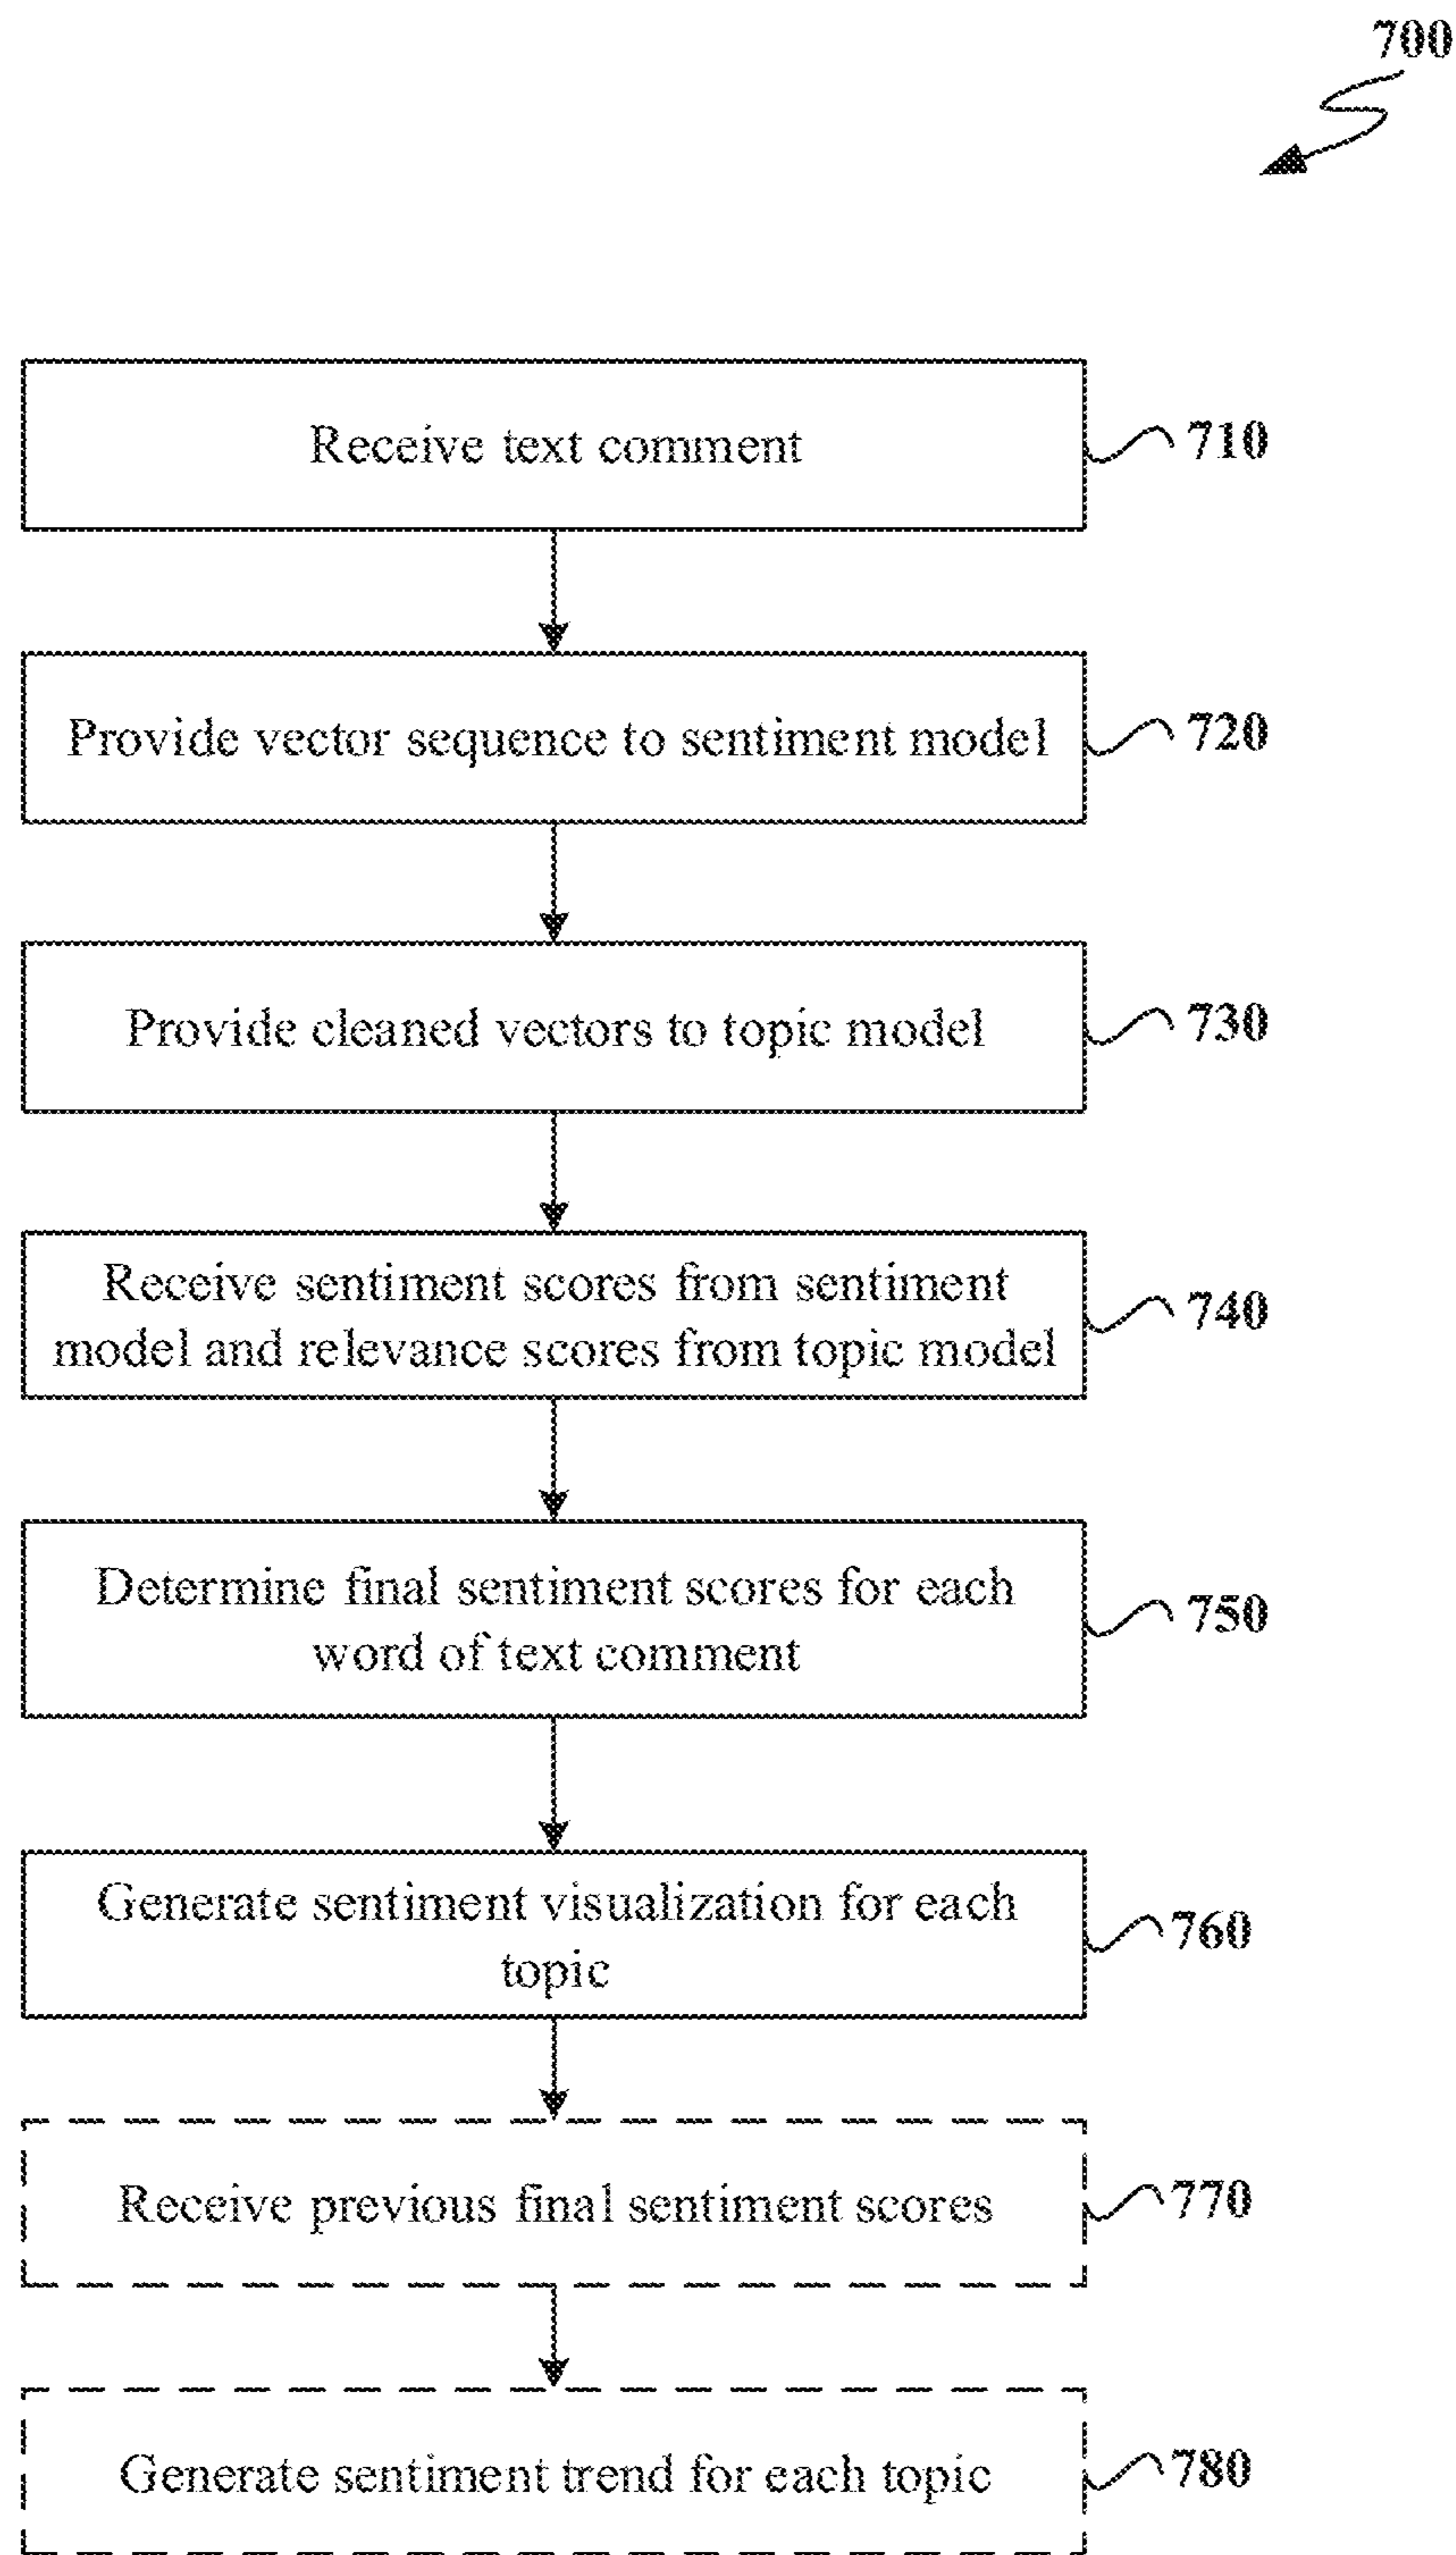 700
Receive text comment
710
Provide vector sequence to sentiment model
720
Provide cleaned vectors to topic model
730
Receive sentiment scores from sentiment
model and relevance scores from topic model
740
Determine final sentiment scores for each
word of text comment
750
Generate sentiment visualization for each
topic
760
Receive previous final sentiment scores
770
Generate sentiment trend for each topic
780